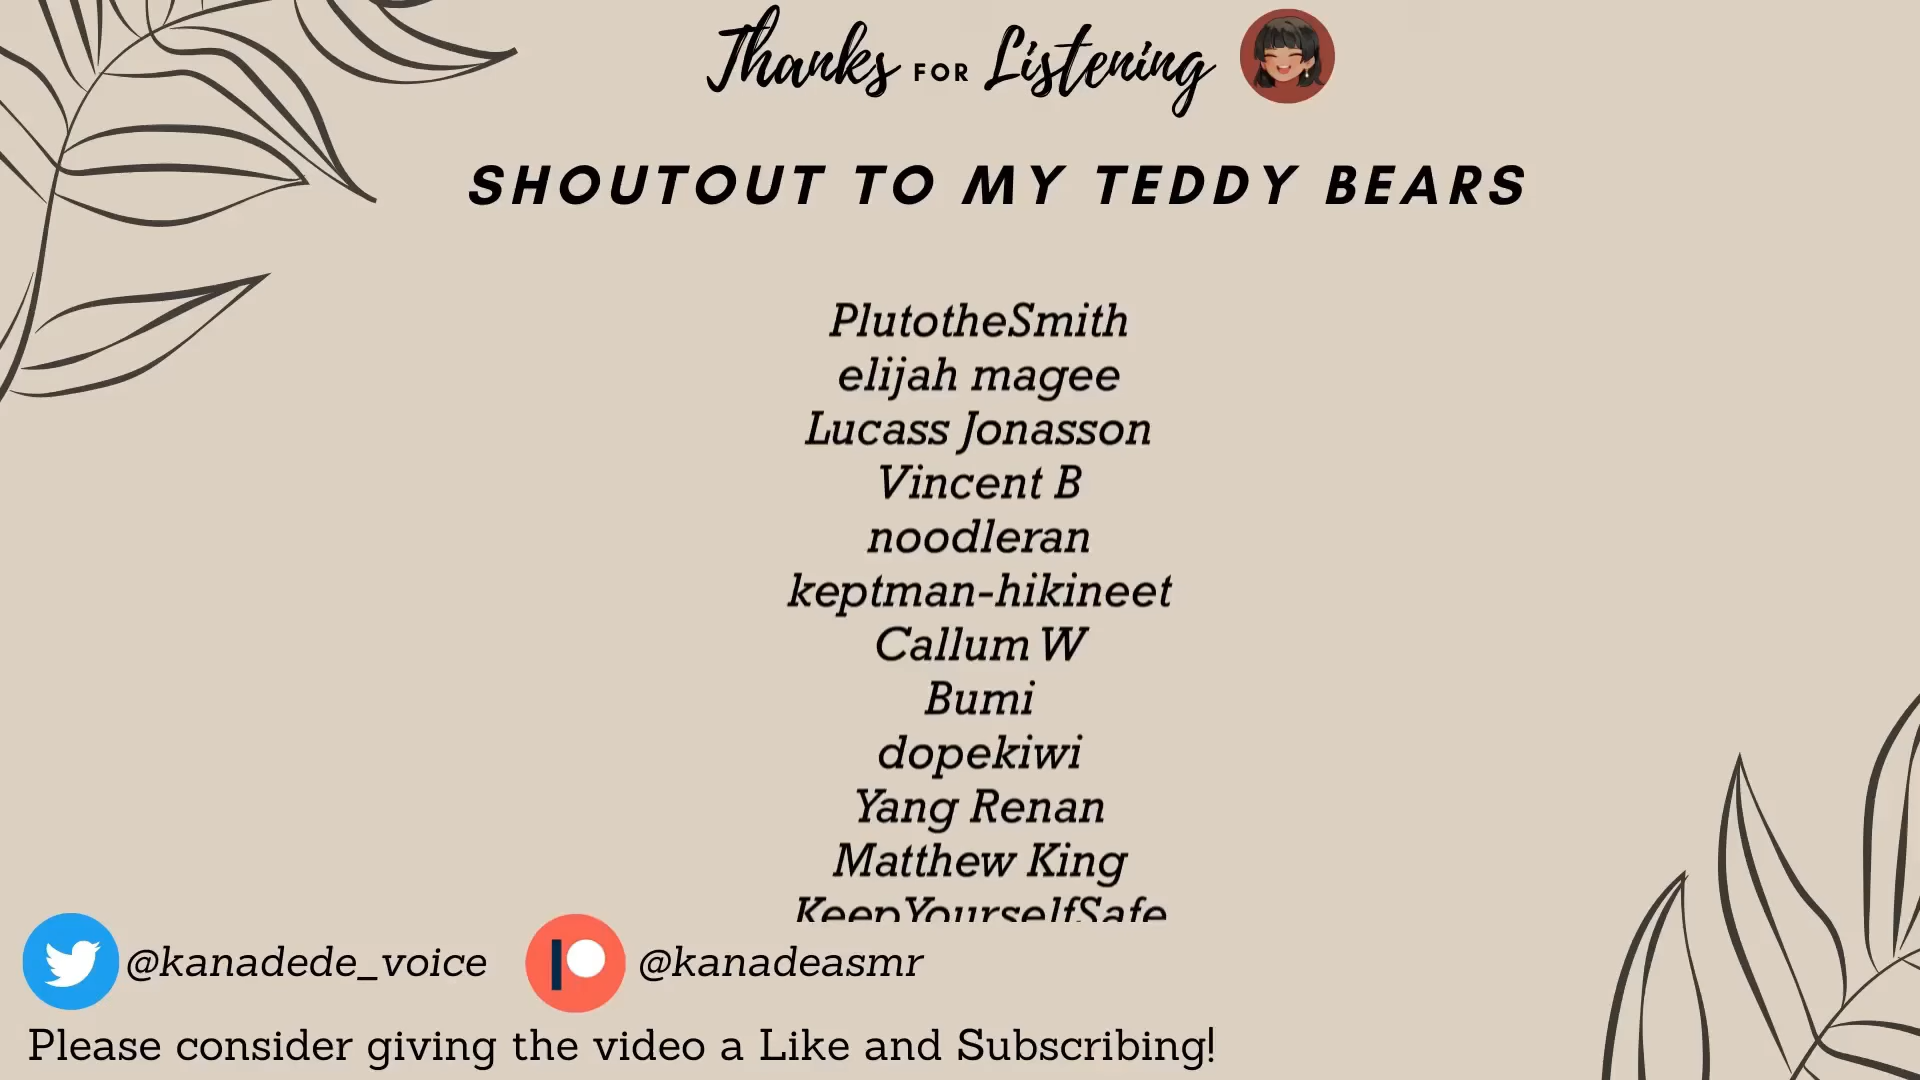 Thanks FOR Listening
SHOUTOUT TO MY TEDDY BEARS
PlutotheSmith
elijah magee
Lucass Jonasson
Vincent B
noodleran
keptman-hikineet
Callum W
Bumi
dopekiwi
Yang Renan
Matthew King
KeepYourselfSafe
@kanadede_voice @kanadeasmr
Please consider giving the video a Like and Subscribing!